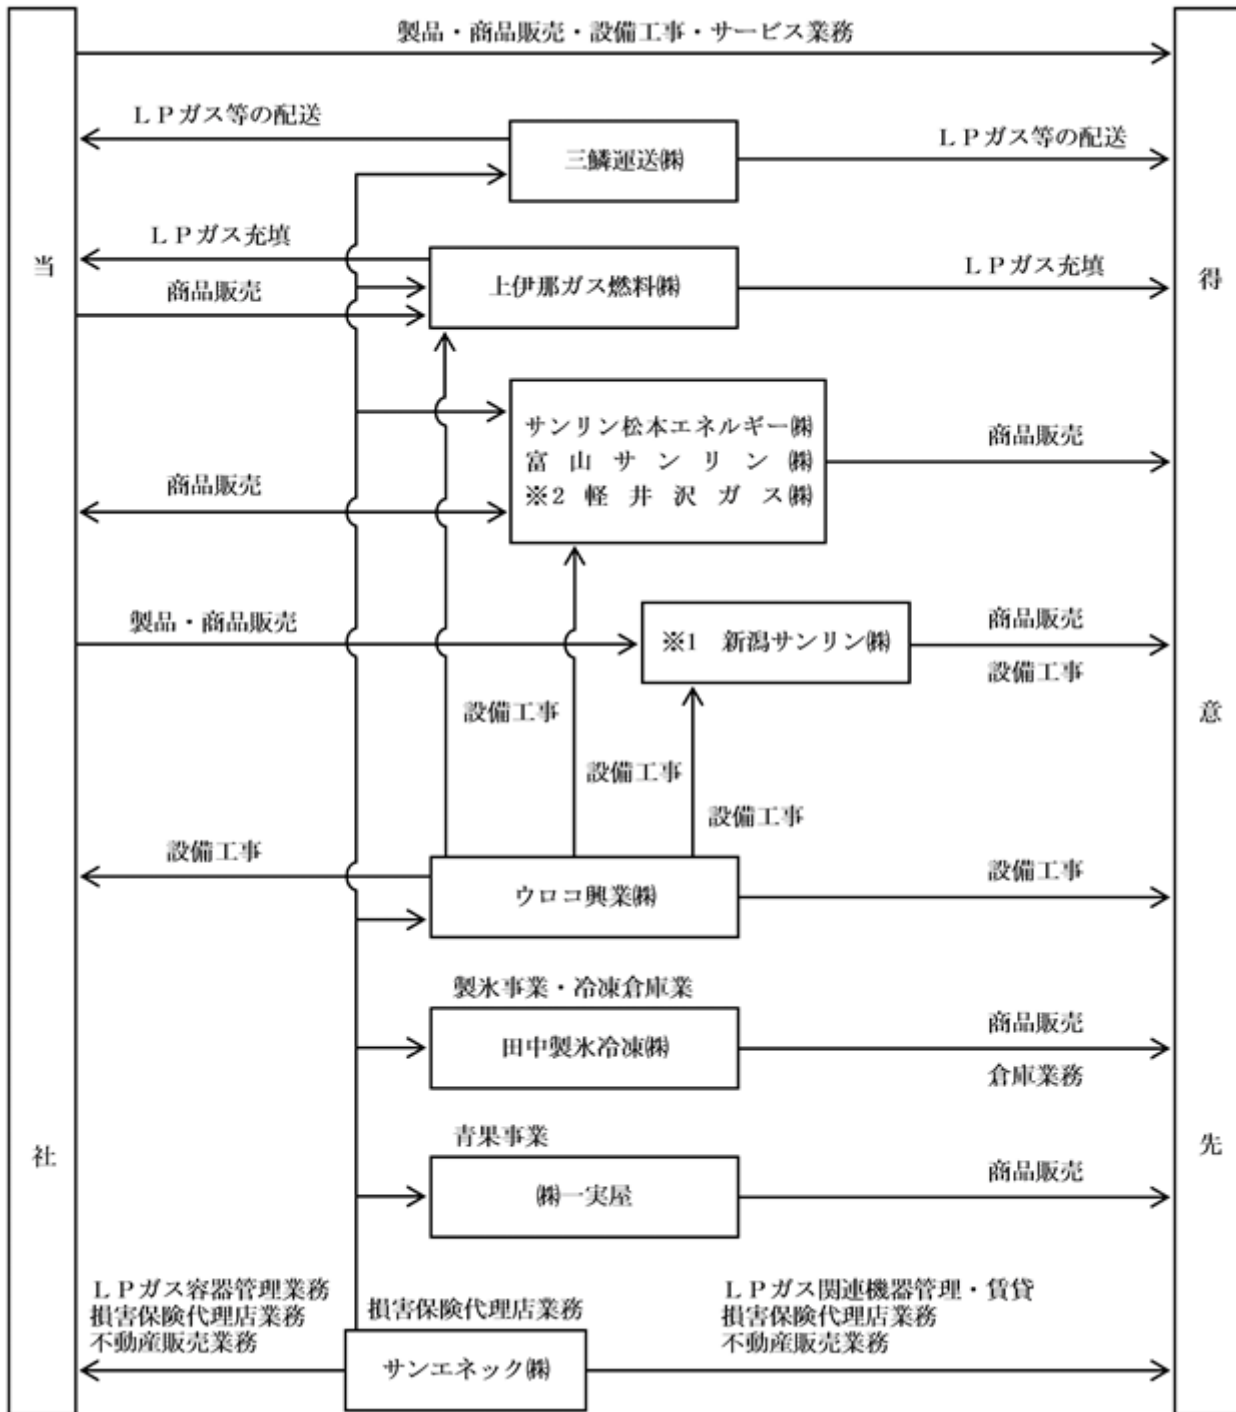 製品・商品販売・設備工事・サービス業務
ＬＰガス等の配送
三鱗運送㈱
ＬＰガス等の配送
ＬＰガス充填
上伊那ガス燃料㈱
ＬＰガス充填
当
得
商品販売
サンリン松本エネルギー㈱
富山サンリン㈱
※2 軽井沢ガス㈱
商品販売
商品販売
製品・商品販売
※1　新潟サンリン㈱
商品販売
設備工事
意
設備工事
設備工事
設備工事
設備工事
ウロコ興業㈱
設備工事
製氷事業・冷凍倉庫業
田中製氷冷凍㈱
商品販売
倉庫業務
青果事業
社
先
㈱一実屋
商品販売
ＬＰガス容器管理業務
損害保険代理店業務
不動産販売業務
損害保険代理店業務
サンエネック㈱
ＬＰガス関連機器管理・賃貸
損害保険代理店業務
不動産販売業務